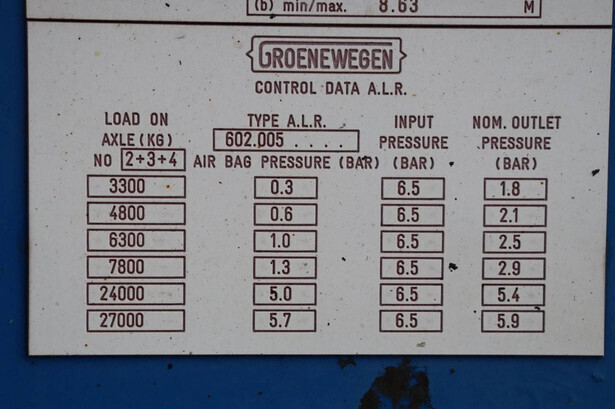 (b) min/max. 8.63 M
GROENEWEGEN
CONTROL DATA A.L.R.
LOAD ON TYPE A.L.R. INPUT NOM. OUTLET
AXLE (KG) 602.005 . . . . PRESSURE PRESSURE
NO 2+3+4 AIR BAG PRESSURE (BAR) (BAR) (BAR)
3300 0.3 6.5 1.8
4800 0.6 6.5 2.1
6300 1.0 6.5 2.5
7800 1.3 6.5 2.9
24000 5.0 6.5 5.4
27000 5.7 6.5 5.9